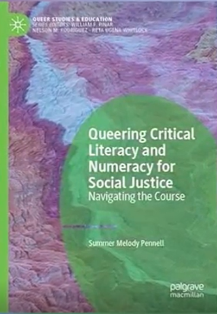 QUEER STUDIES & EDUCATION
SERIES EDITORS: WILLIAM F. PINAR,
NELSON M. RODRIGUEZ · RETA UGENA WHITLOCK
Queering Critical
Literacy and
Numeracy for
Social Justice
Navigating the Course
Summer Melody Pennell
palgrave
macmillan